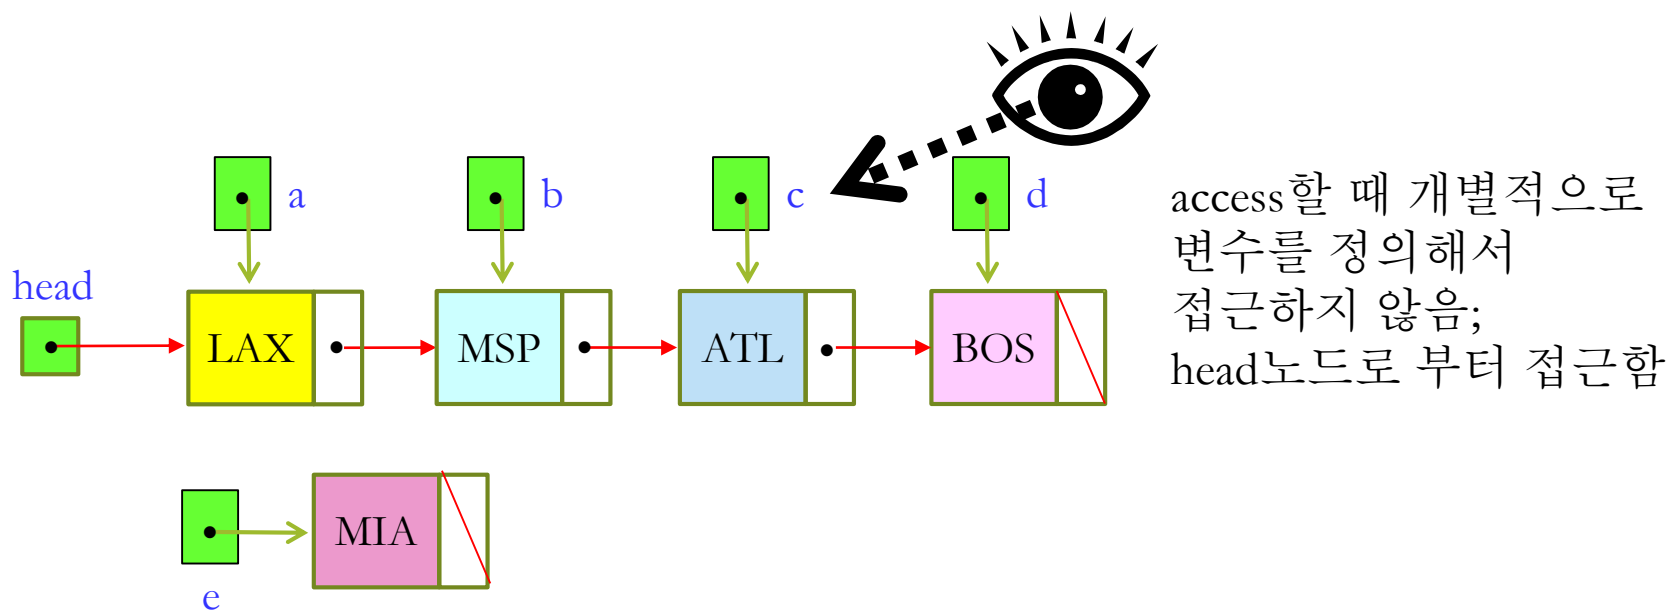 a
b
c
d
access할 때 개별적으로
변수를 정의해서
접근하지 않음;
head노드로 부터 접근함
head
LAX
MSP
ATL
BOS
MIA
e